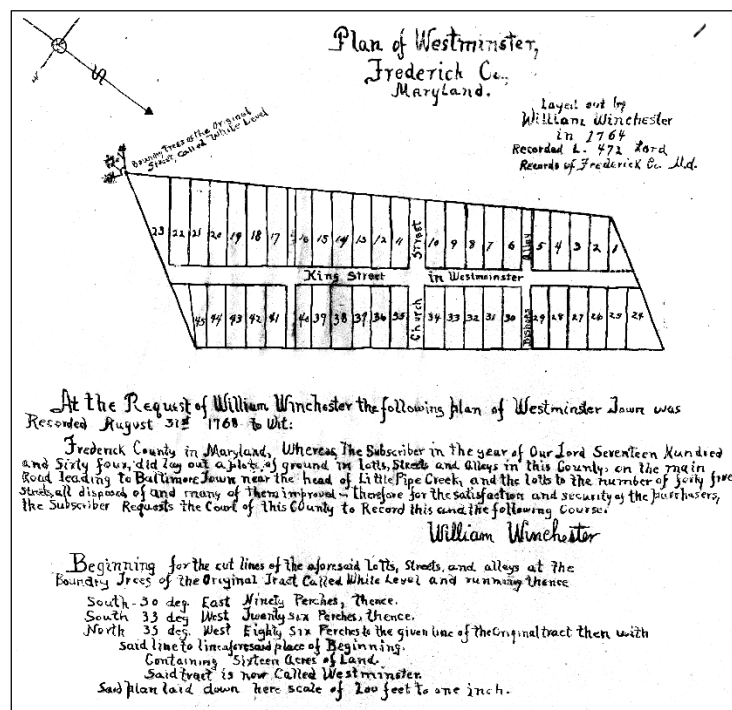 Plan of Westminster,
Frederick Co.,
Maryland.
Layed out by
William Winchester
in 1764
Recorded L. 472 Land
Records of Frederick Co. Md.
S
Boundry Trees of the Original
Street, Called White Level
23 22 21 20 19 18 17 16 15 14 13 12 11 Street 10 9 8 7 6 Alley 5 4 3 2 1
King Street in Westminster
45 44 43 42 41 40 39 38 37 36 35 Church 34 33 32 31 30 Bishops 29 28 27 26 25 24
At the Request of William Winchester the following plan of Westminster Town was
Recorded August 31st 1768 to Wit:
Frederick County in Maryland, Whereas, The Subscriber in the year of Our Lord Seventeen Hundred
and Sixty four, did lay out a plot of ground in lotts, Streets and Alleys in this County, on the main
Road leading to Baltimore Town near the head of Little Pipe Creek, and the lotts to the number of forty five
Streets, all disposed of and many of them improved - therefore for the satisfaction and security of the purchasers,
the Subscriber Requests the Court of this County to Record this and the following Course.
William Winchester
Beginning for the out lines of the aforesaid lotts, Streets, and alleys at the
Boundry Trees of the Original Tract Called White Level and running thence
South-30 deg East Ninety Perches, thence.
South 33 deg West Twenty six Perches, thence.
North 35 deg. West Eighty Six Perches to the given line of the Original tract then with
said line to line aforesaid place of Beginning.
Containing Sixteen Acres of Land.
Said tract is now Called Westminster.
Said plan laid down here scale of 200 feet to one inch.